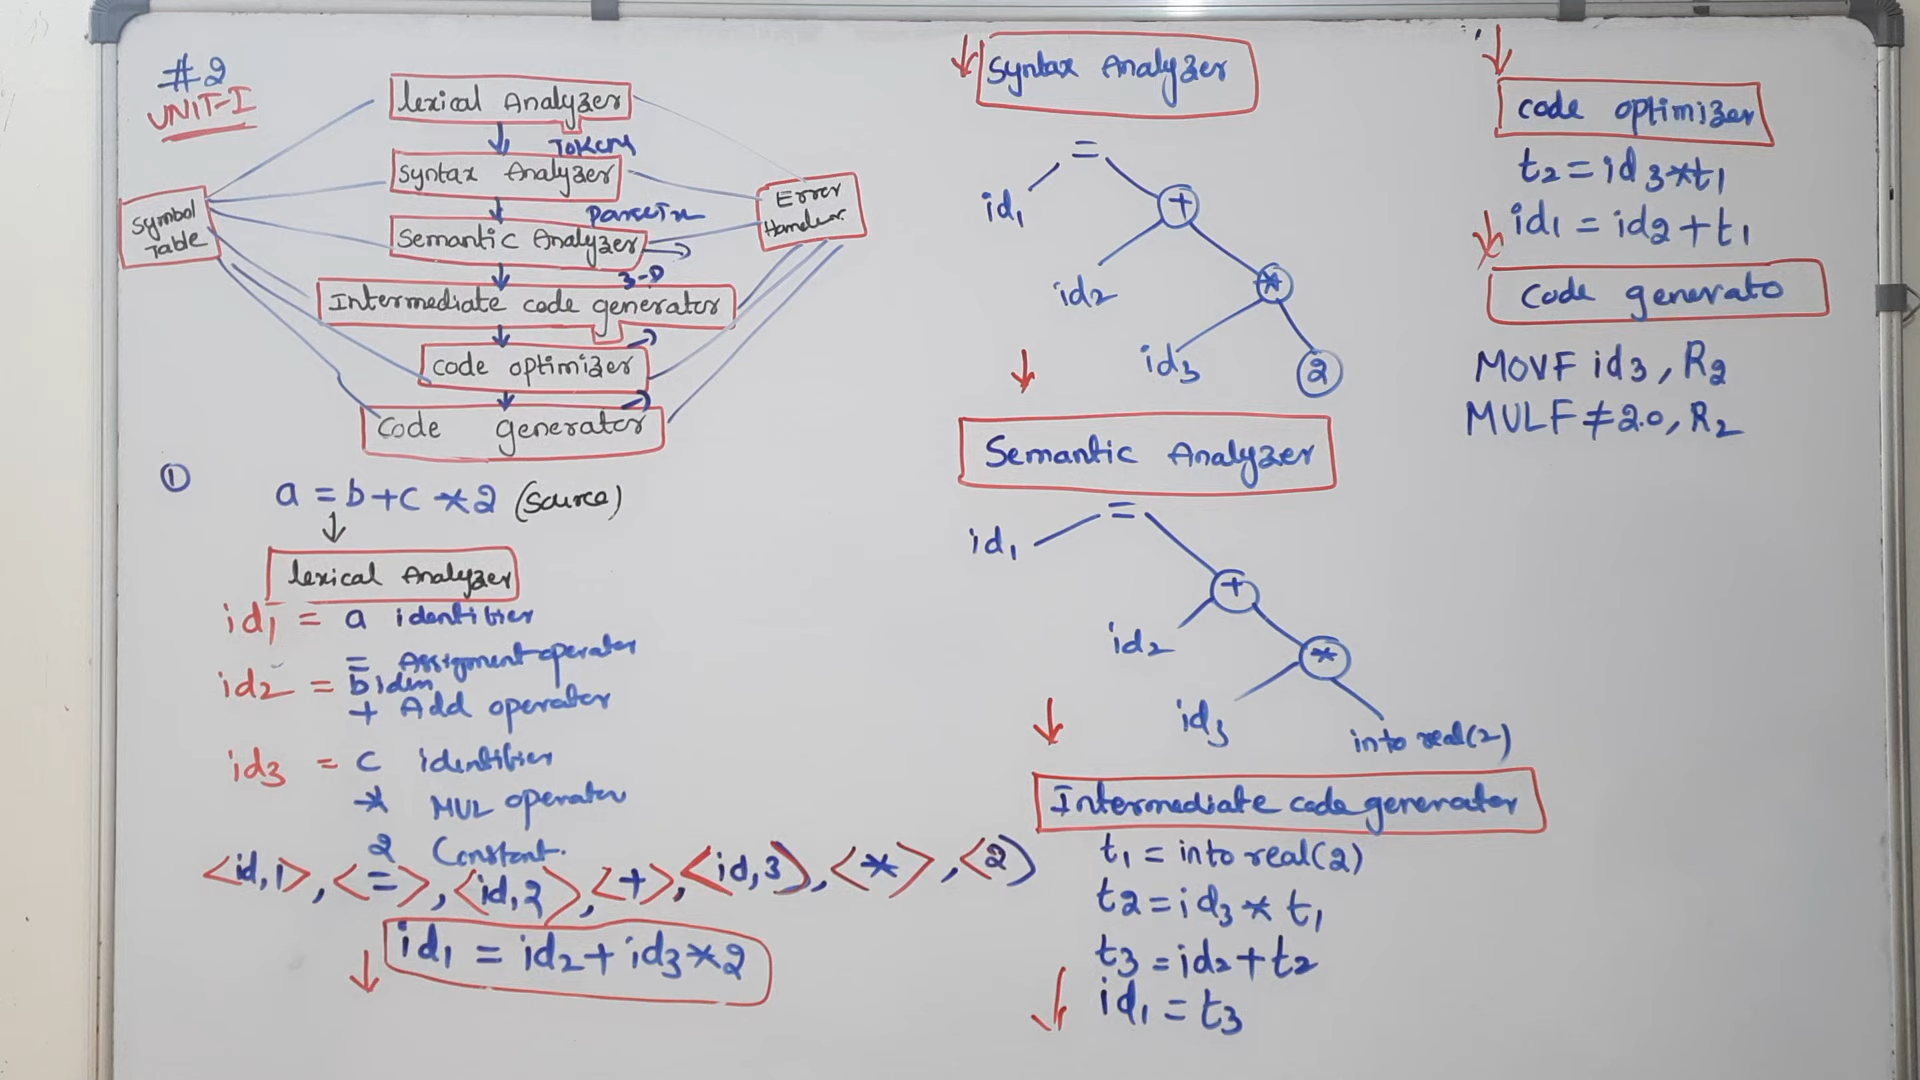 #2
UNIT-I
lexical Analyzer
Tokens
Syntax Analyzer
Symbol
Table
Error
Semantic Analyzer
3-
Intermediate code generator
code optimizer
Code generator
①
a = b + c * 2 (Source)
lexical Analyzer
id1 = a identifier
= Assignment operator
id2 = b iden
+ Add operator
id3 = c identifier
* MUL operator
2 Constant.
<id,1>, <=>, <id,2>, <+>, <id,3>, <*>, <2>
id1 = id2 + id3 * 2
Syntax Analyzer
=
id1
+
id2
*
id3
2
Semantic Analyzer
=
id1
+
id2
*
id3
into real(2)
Intermediate code generator
t1 = into real(2)
t2 = id3 * t1
t3 = id2 + t2
id1 = t3
code optimizer
t2 = id3 * t1
id1 = id2 + t1
Code generato
MOVF id3, R2
MULF ≠2.0, R2